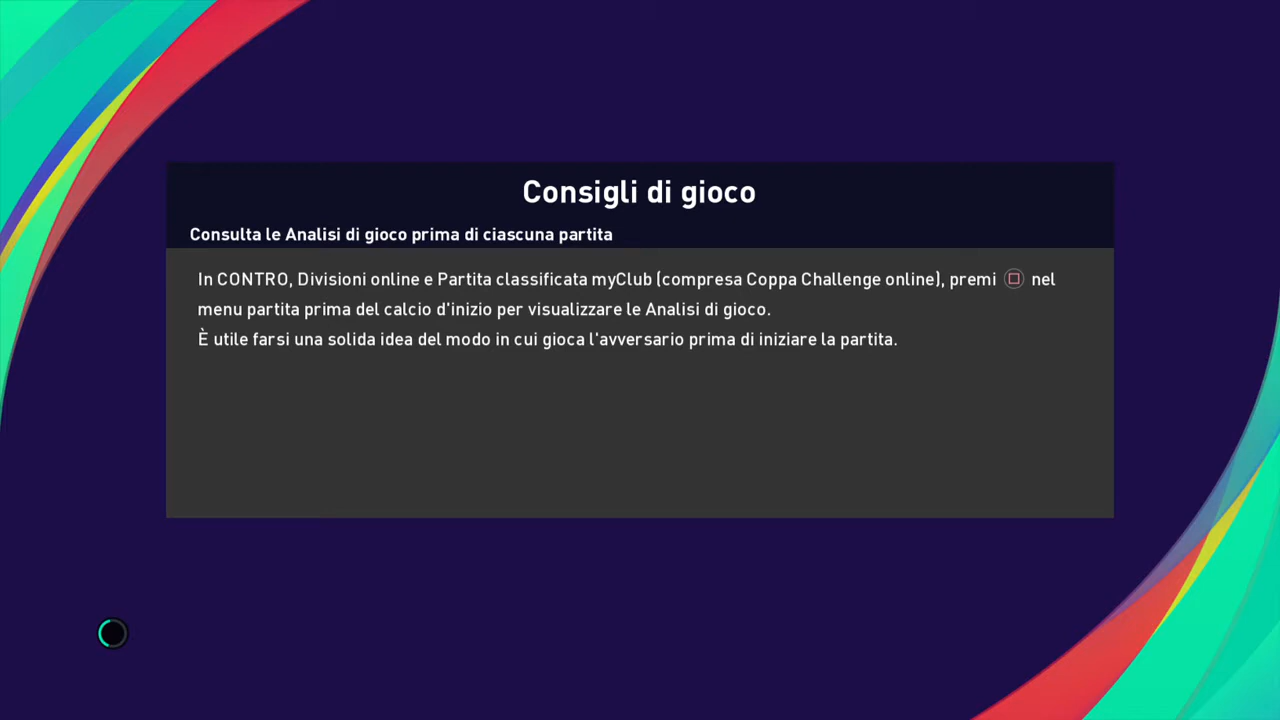 Consigli di gioco
Consulta le Analisi di gioco prima di ciascuna partita
In CONTRO, Divisioni online e Partita classificata myClub (compresa Coppa Challenge online), premi □ nel
menu partita prima del calcio d'inizio per visualizzare le Analisi di gioco.
È utile farsi una solida idea del modo in cui gioca l'avversario prima di iniziare la partita.